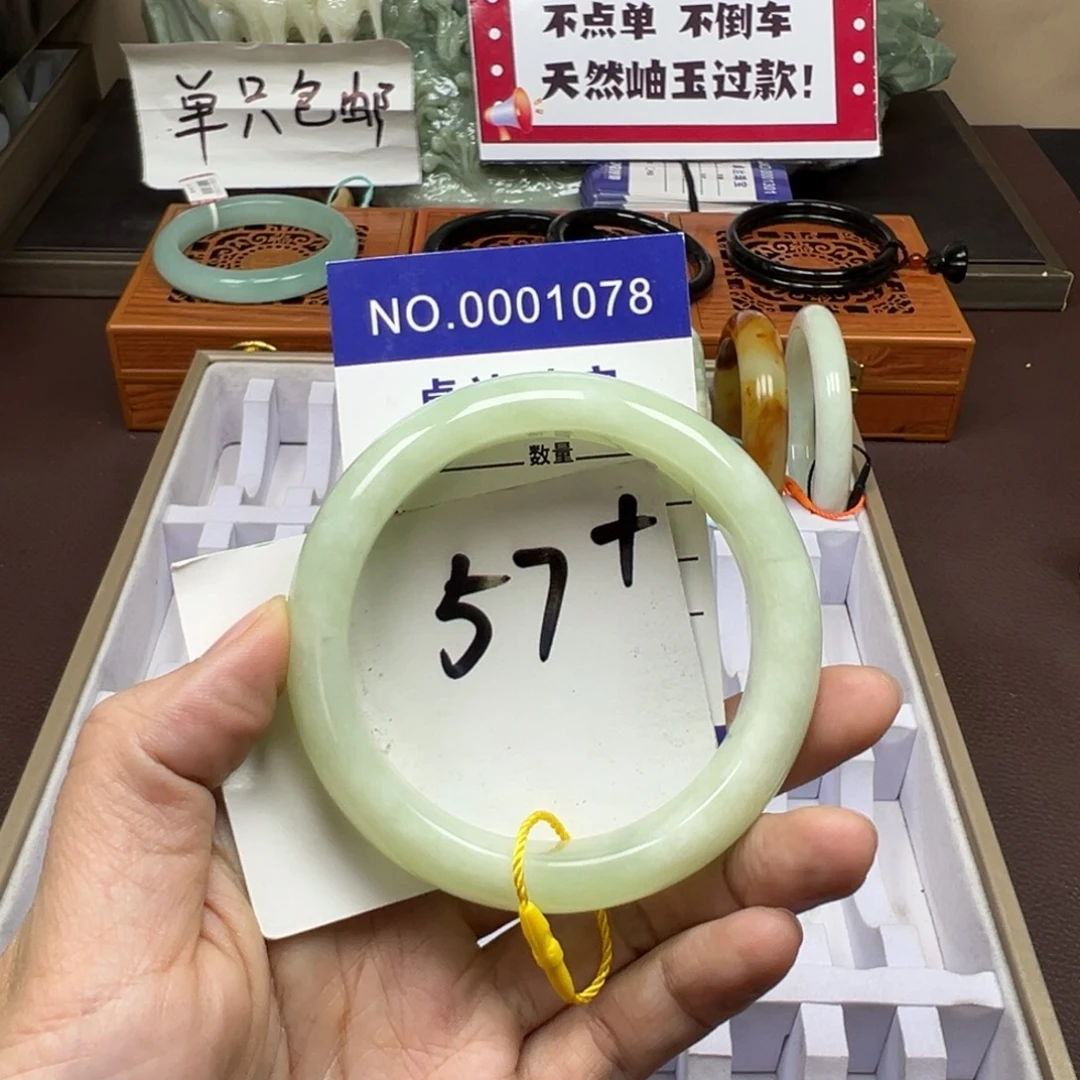 不点单 不倒车
天然岫玉过款!
单只包邮
NO.0001078
数量
57+